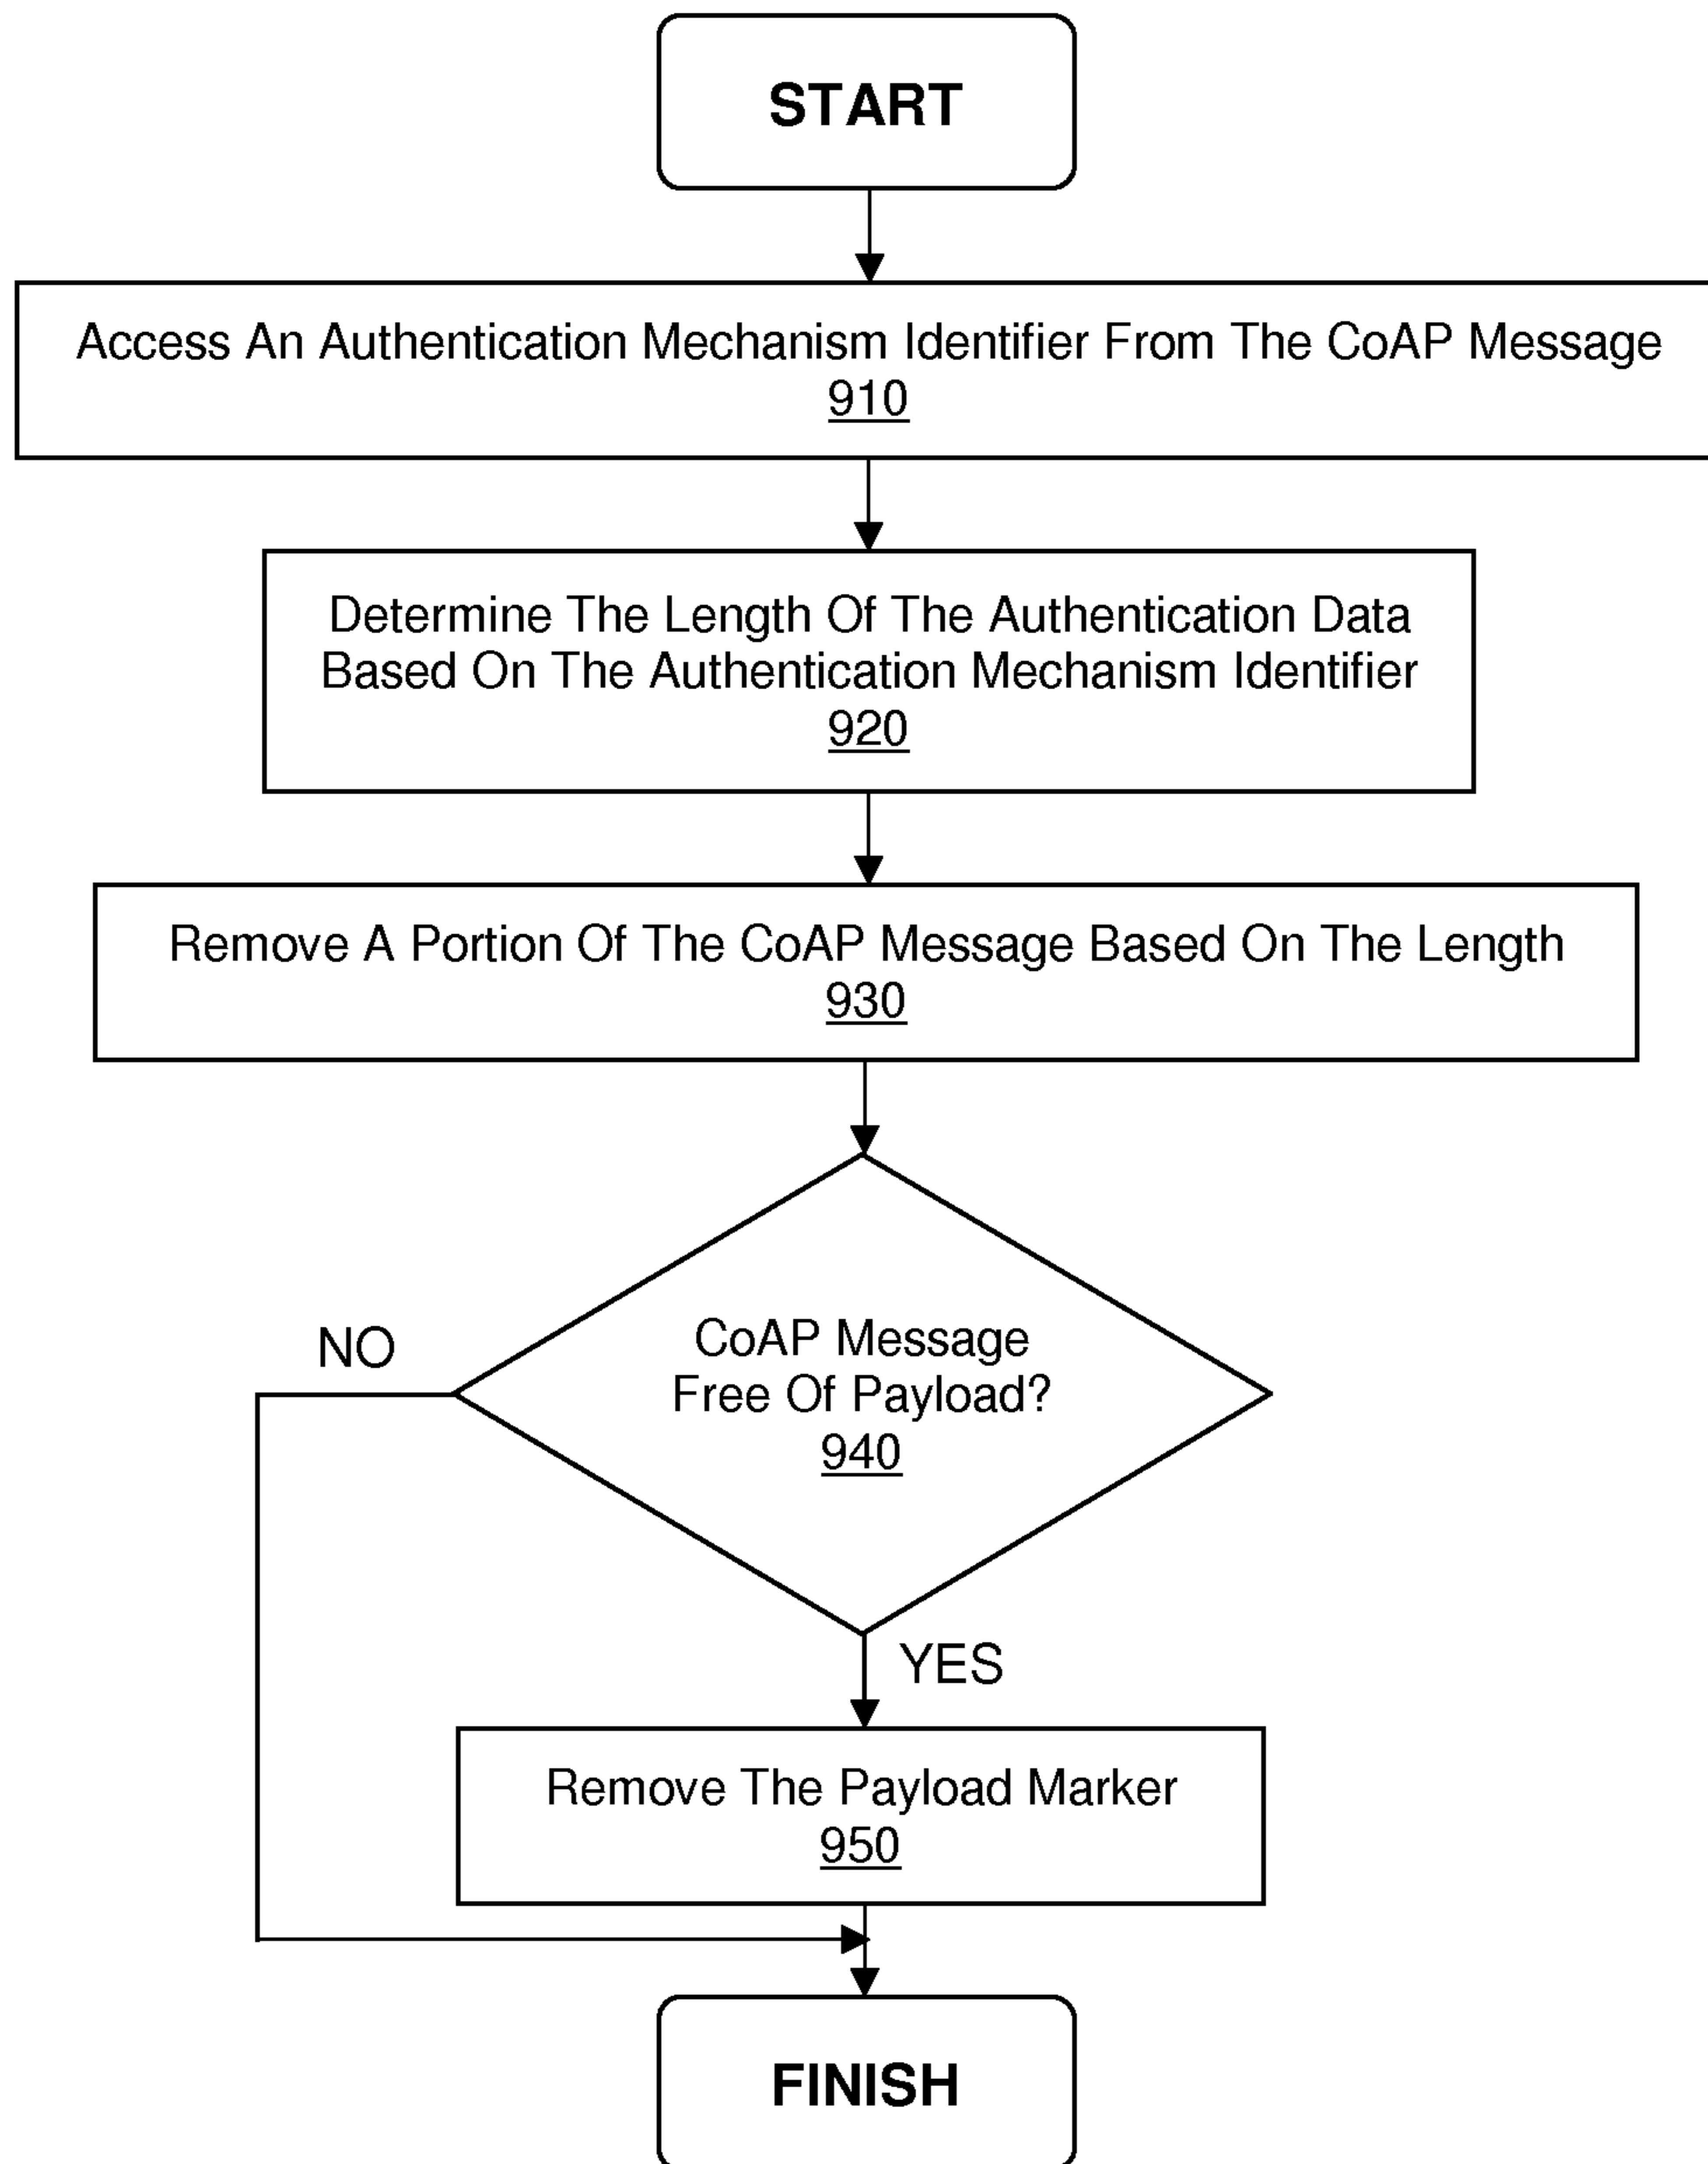 START
Access An Authentication Mechanism Identifier From The CoAP Message
910
Determine The Length Of The Authentication Data
Based On The Authentication Mechanism Identifier
920
Remove A Portion Of The CoAP Message Based On The Length
930
CoAP Message
Free Of Payload?
940
NO
YES
Remove The Payload Marker
950
FINISH